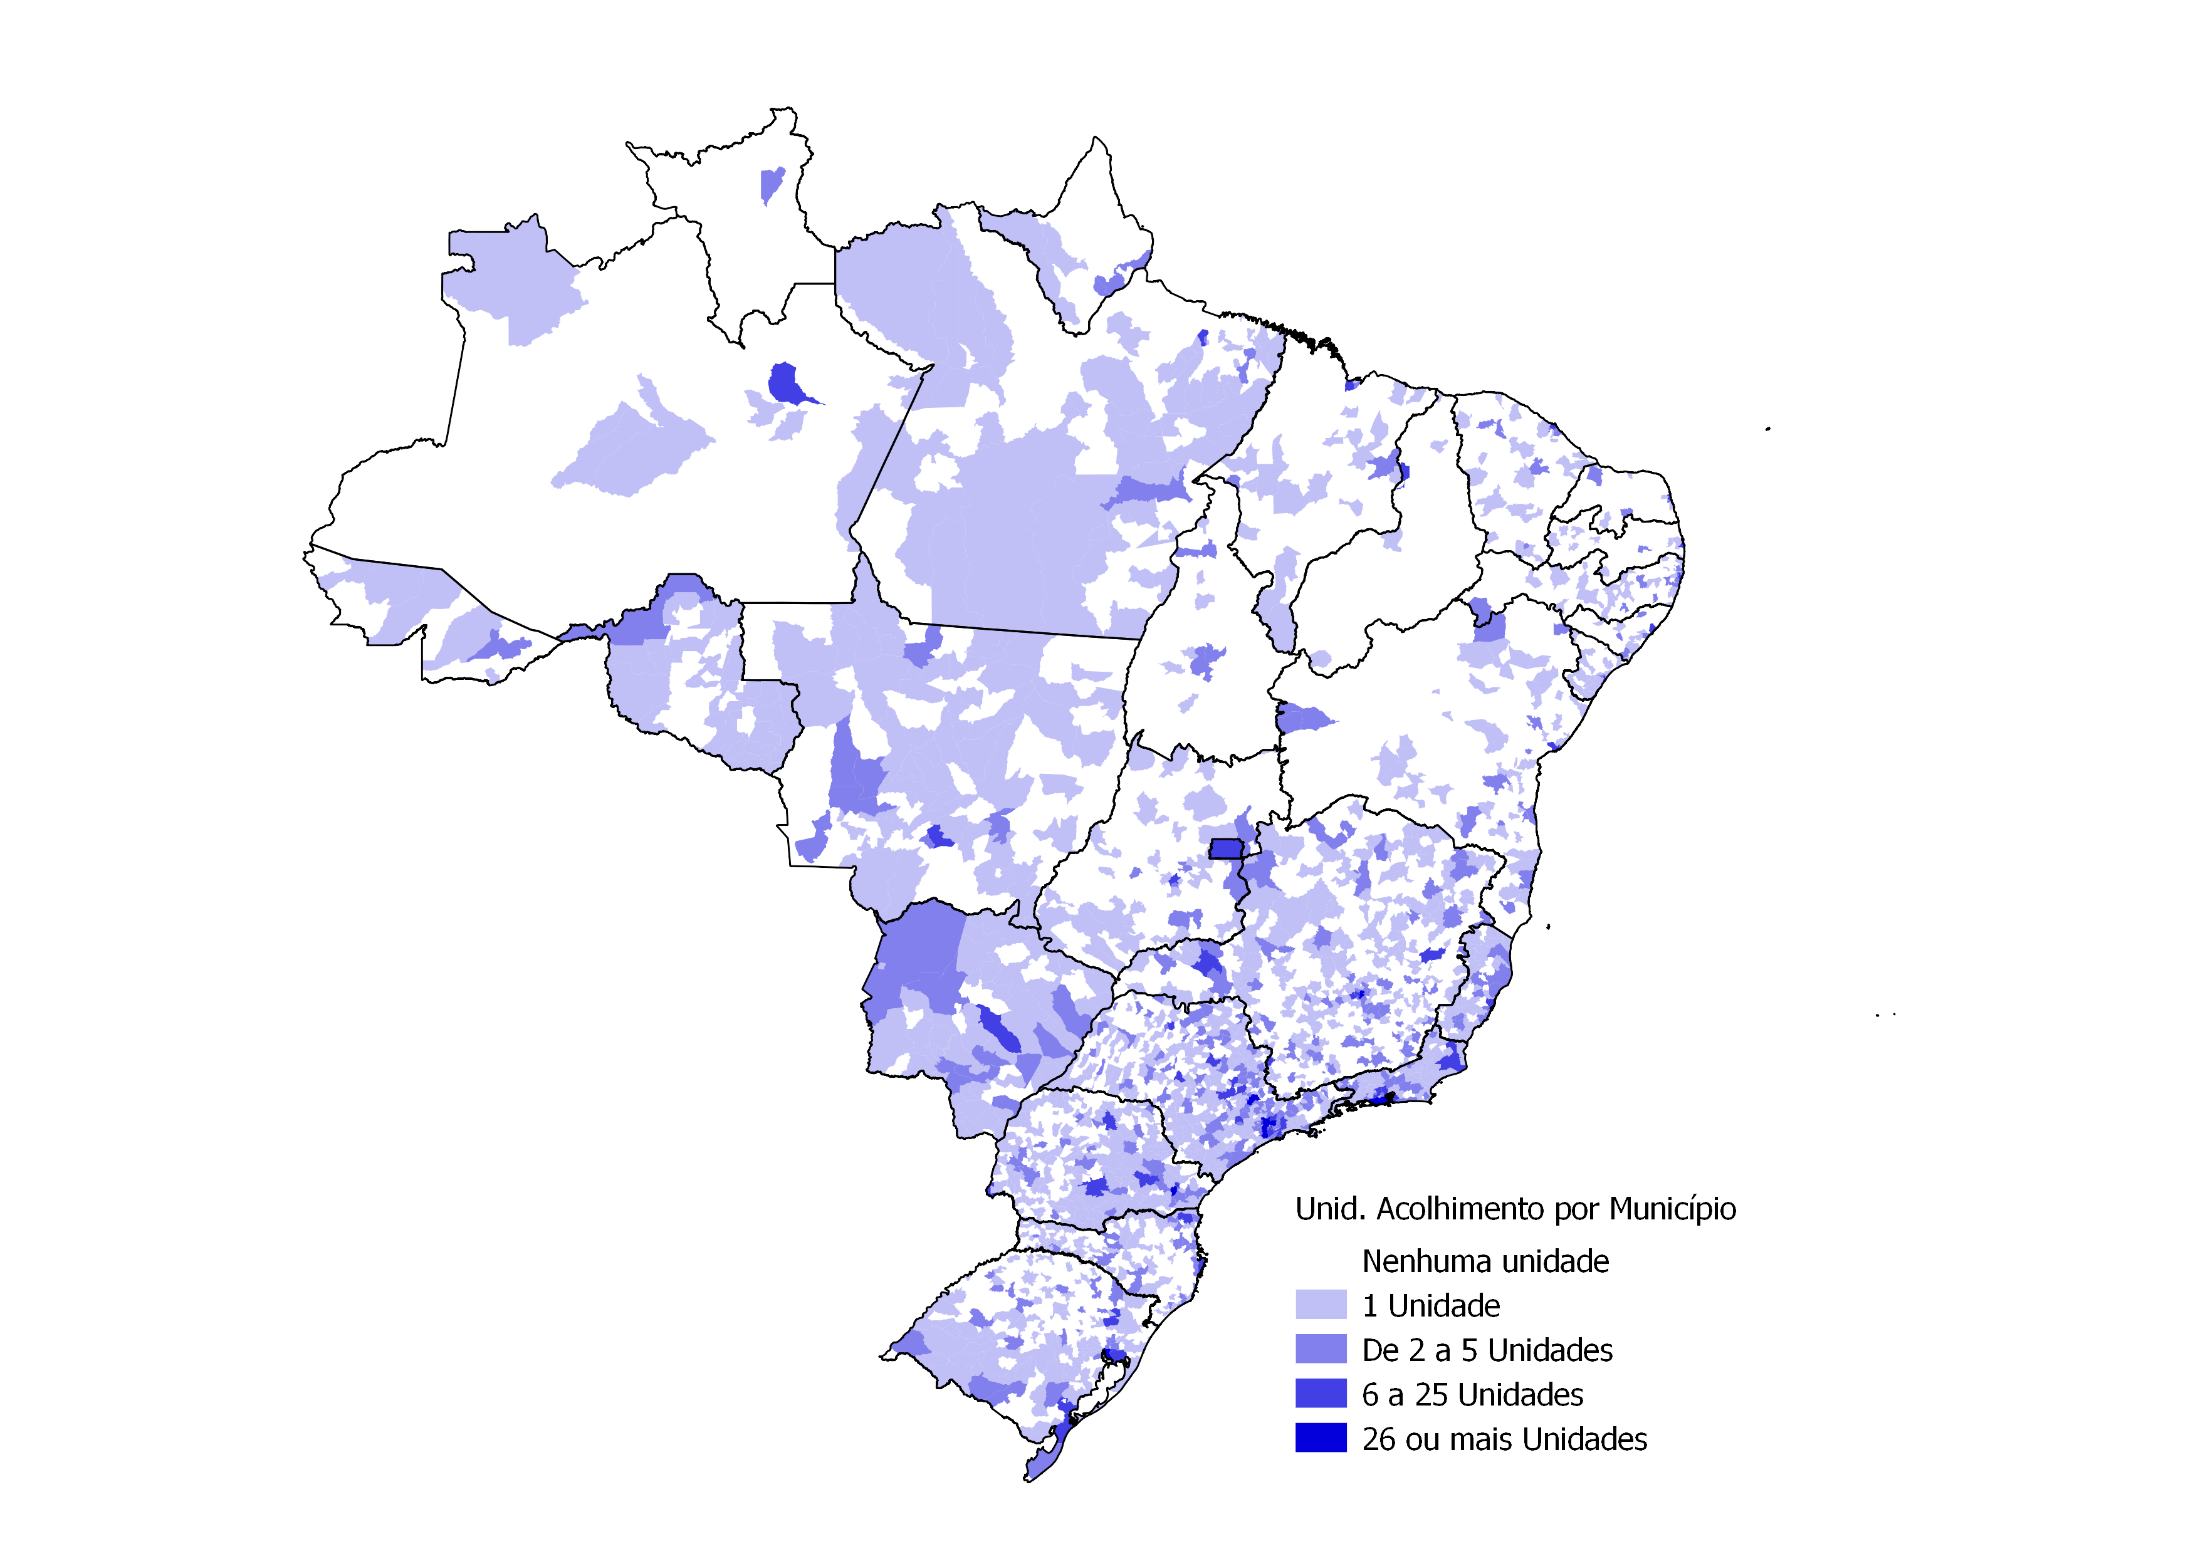 Unid. Acolhimento por Município
Nenhuma unidade
1 Unidade
De 2 a 5 Unidades
6 a 25 Unidades
26 ou mais Unidades